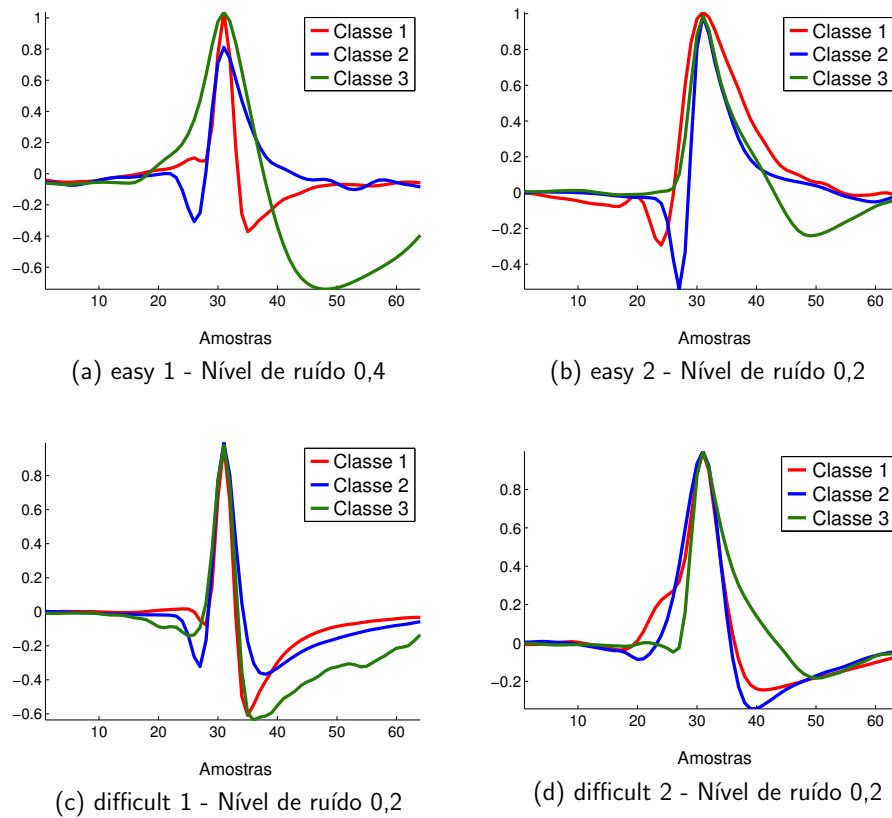 1
0.8
0.6
0.4
0.2
0
−0.2
−0.4
−0.6
10 20 30 40 50 60
Classe 1
Classe 2
Classe 3
Amostras
(a) easy 1 - Nível de ruído 0,4
1
0.8
0.6
0.4
0.2
0
−0.2
−0.4
10 20 30 40 50 60
Classe 1
Classe 2
Classe 3
Amostras
(b) easy 2 - Nível de ruído 0,2
0.8
0.6
0.4
0.2
0
−0.2
−0.4
−0.6
10 20 30 40 50 60
Classe 1
Classe 2
Classe 3
Amostras
(c) difficult 1 - Nível de ruído 0,2
0.8
0.6
0.4
0.2
0
−0.2
10 20 30 40 50 60
Classe 1
Classe 2
Classe 3
Amostras
(d) difficult 2 - Nível de ruído 0,2